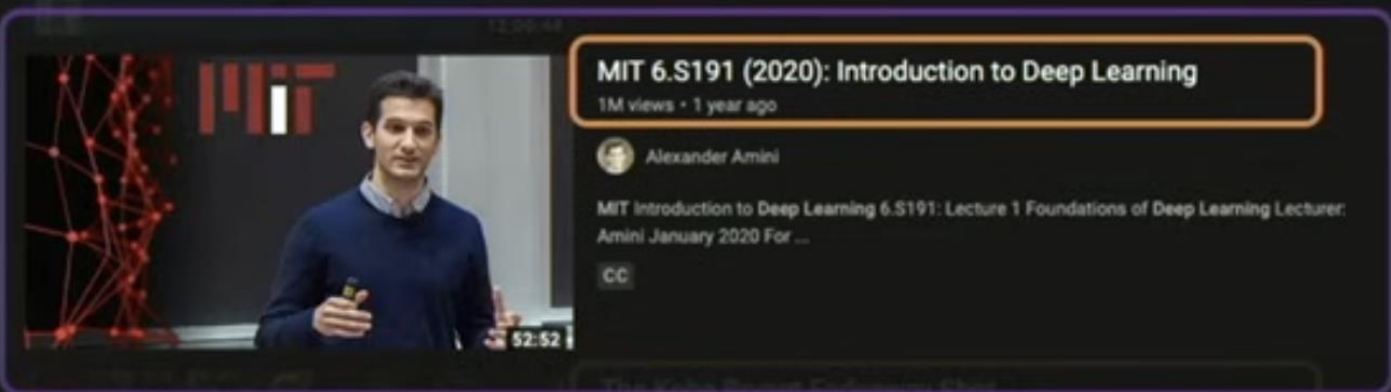 MIT
MIT 6.S191 (2020): Introduction to Deep Learning
1M views • 1 year ago
Alexander Amini
MIT Introduction to Deep Learning 6.S191: Lecture 1 Foundations of Deep Learning Lecturer:
Amini January 2020 For ...
CC
52:52